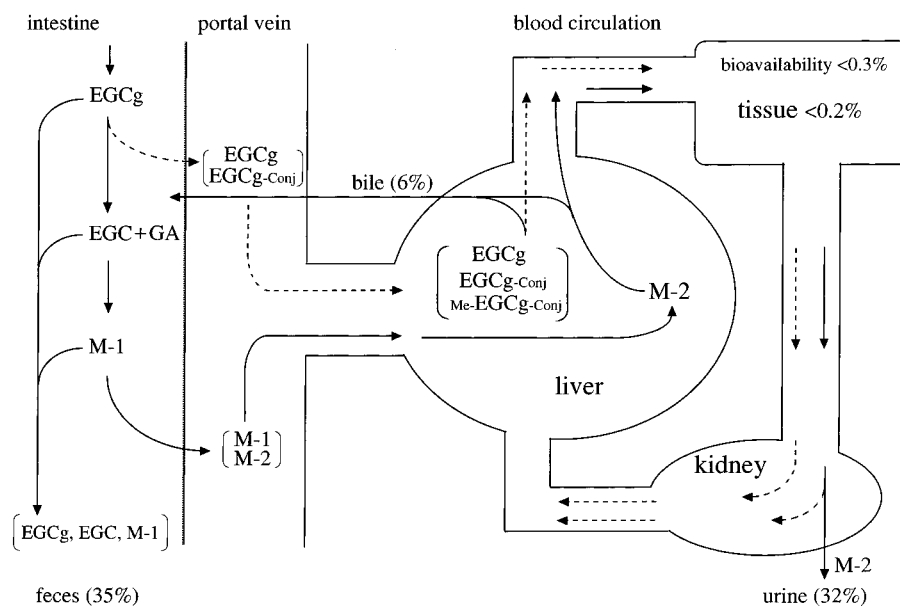 intestine
portal vein
blood circulation
bioavailability <0.3%
tissue <0.2%
EGCg
EGCg
EGCg-Conj
bile (6%)
EGC+GA
EGCg
EGCg-Conj
Me-EGCg-Conj
M-2
M-1
liver
M-1
M-2
kidney
EGCg, EGC, M-1
M-2
feces (35%)
urine (32%)